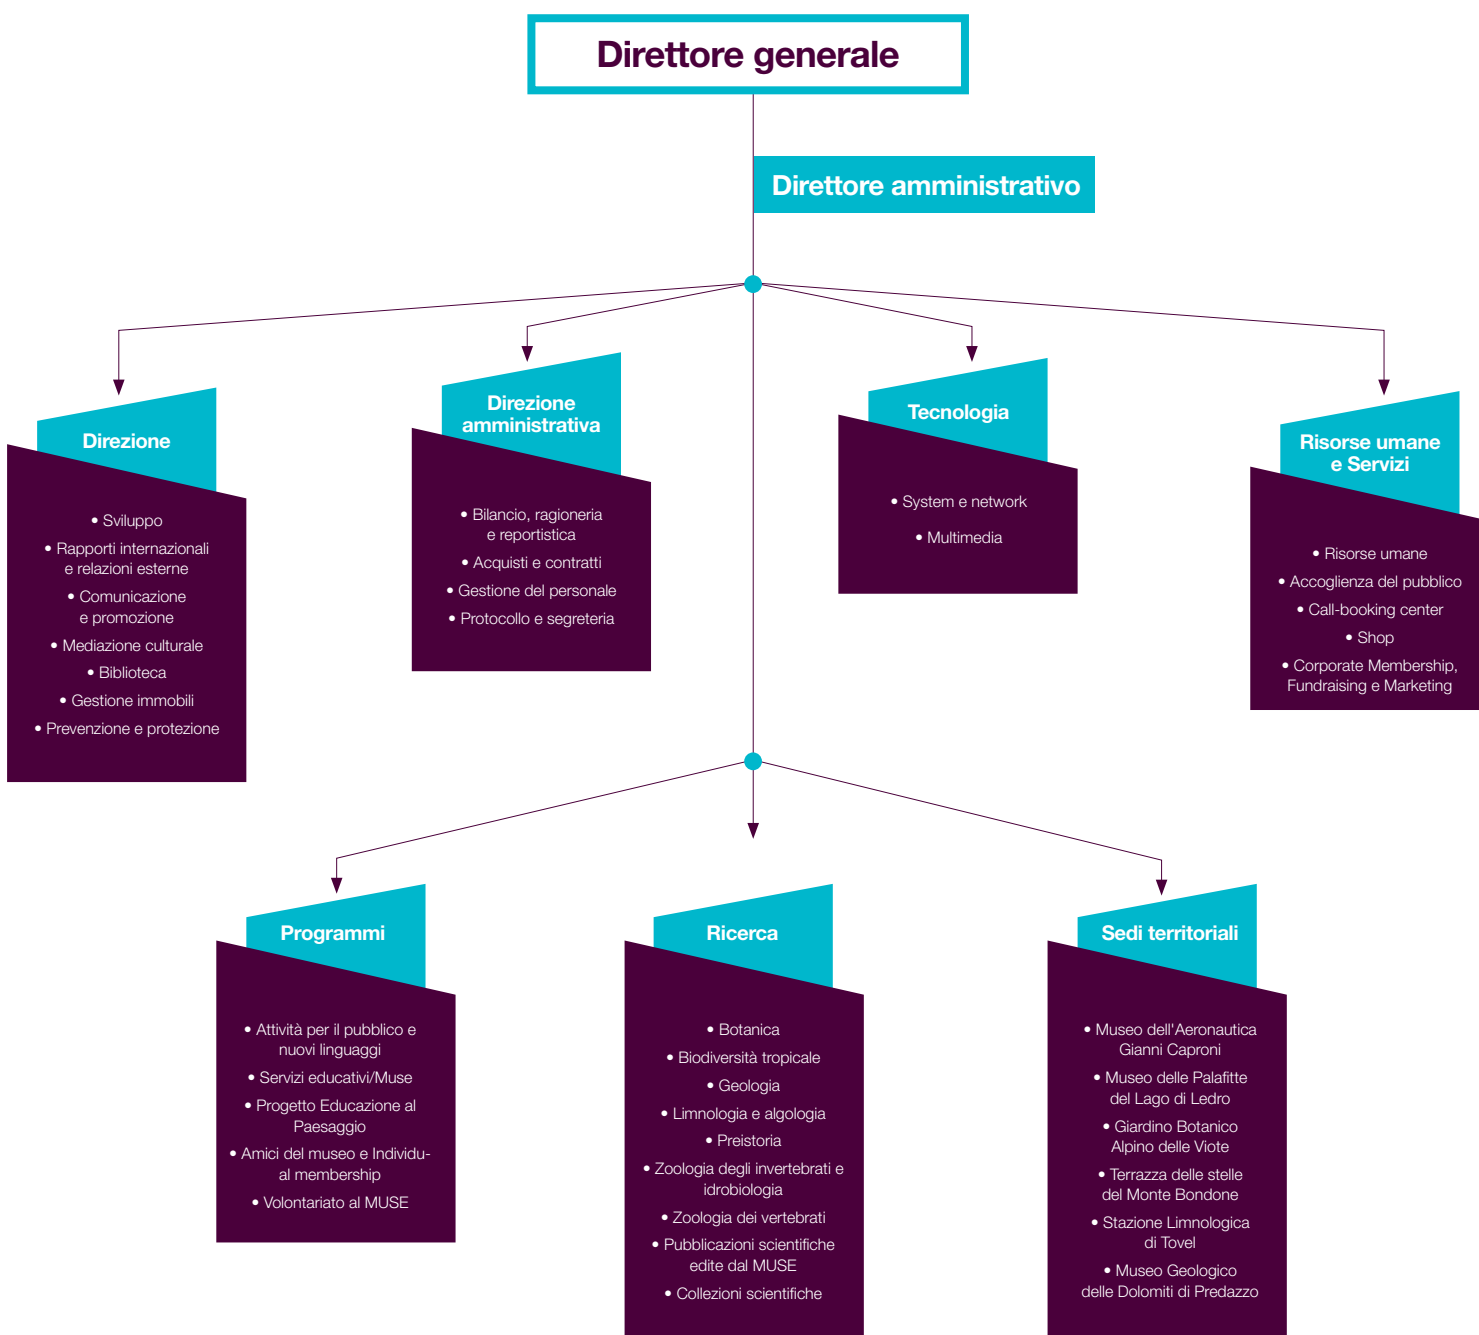 Direttore generale
Direttore amministrativo
Direzione
• Sviluppo
• Rapporti internazionali
e relazioni esterne
• Comunicazione
e promozione
• Mediazione culturale
• Biblioteca
• Gestione immobili
• Prevenzione e protezione
Direzione
amministrativa
• Bilancio, ragioneria
e reportistica
• Acquisti e contratti
• Gestione del personale
• Protocollo e segreteria
Tecnologia
• System e network
• Multimedia
Risorse umane
e Servizi
• Risorse umane
• Accoglienza del pubblico
• Call-booking center
• Shop
• Corporate Membership,
Fundraising e Marketing
Programmi
• Attività per il pubblico e
nuovi linguaggi
• Servizi educativi/Muse
• Progetto Educazione al
Paesaggio
• Amici del museo e Individu-
al membership
• Volontariato al MUSE
Ricerca
• Botanica
• Biodiversità tropicale
• Geologia
• Limnologia e algologia
• Preistoria
• Zoologia degli invertebrati e
idrobiologia
• Zoologia dei vertebrati
• Pubblicazioni scientifiche
edite dal MUSE
• Collezioni scientifiche
Sedi territoriali
• Museo dell'Aeronautica
Gianni Caproni
• Museo delle Palafitte
del Lago di Ledro
• Giardino Botanico
Alpino delle Viote
• Terrazza delle stelle
del Monte Bondone
• Stazione Limnologica
di Tovel
• Museo Geologico
delle Dolomiti di Predazzo